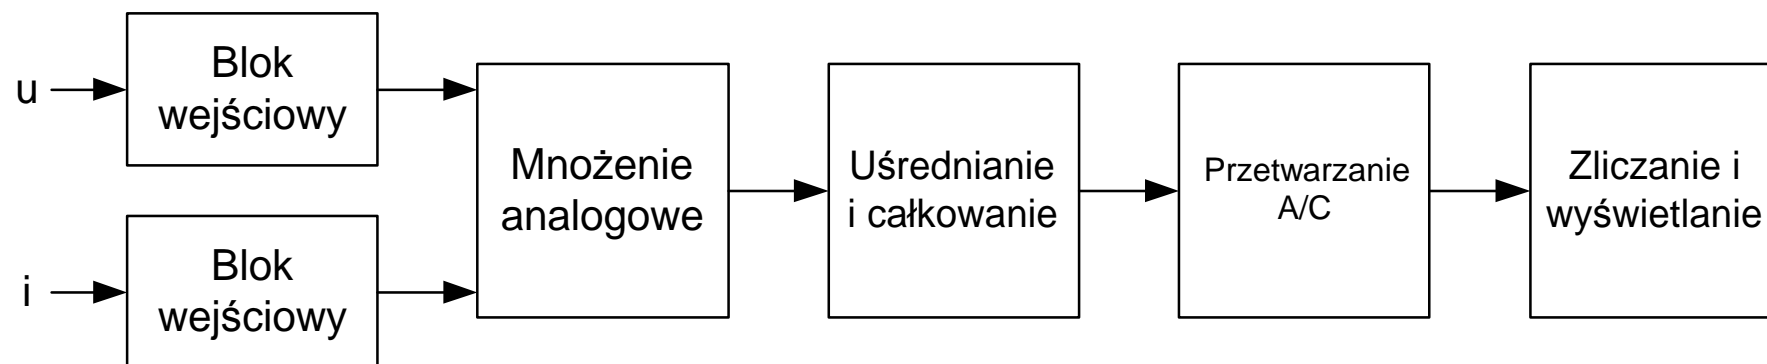 u
Blok
wejściowy
i
Blok
wejściowy
Mnożenie
analogowe
Uśrednianie
i całkowanie
Przetwarzanie
A/C
Zliczanie i
wyświetlanie